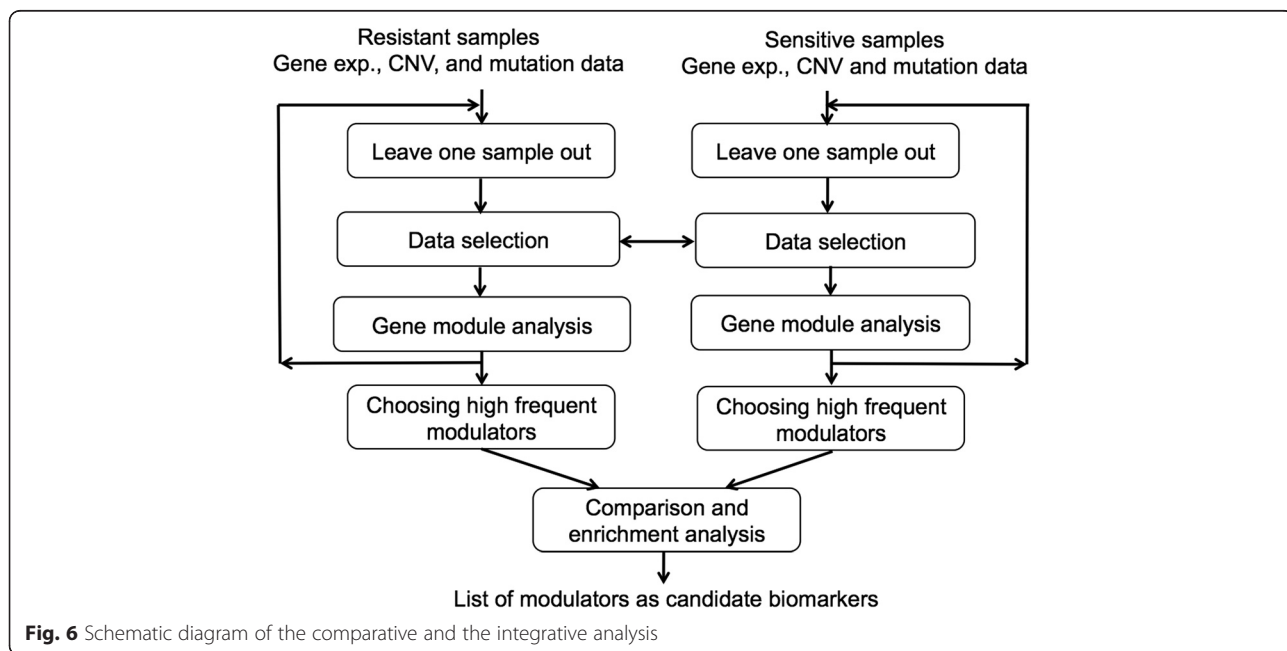 Resistant samples
Gene exp., CNV, and mutation data
Sensitive samples
Gene exp., CNV and mutation data
Leave one sample out
Leave one sample out
Data selection
Data selection
Gene module analysis
Gene module analysis
Choosing high frequent
modulators
Choosing high frequent
modulators
Comparison and
enrichment analysis
List of modulators as candidate biomarkers
Fig. 6 Schematic diagram of the comparative and the integrative analysis